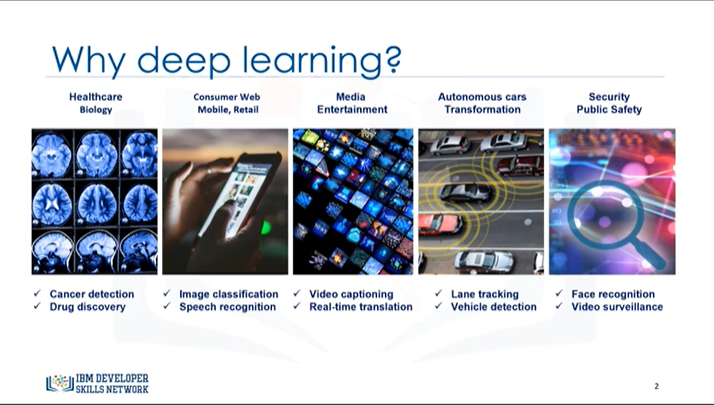 Why deep learning?
Healthcare
Biology
Consumer Web
Mobile, Retail
Media
Entertainment
Autonomous cars
Transformation
Security
Public Safety
✓ Cancer detection
✓ Drug discovery
✓ Image classification
✓ Speech recognition
✓ Video captioning
✓ Real-time translation
✓ Lane tracking
✓ Vehicle detection
✓ Face recognition
✓ Video surveillance
IBM DEVELOPER
SKILLS NETWORK
2